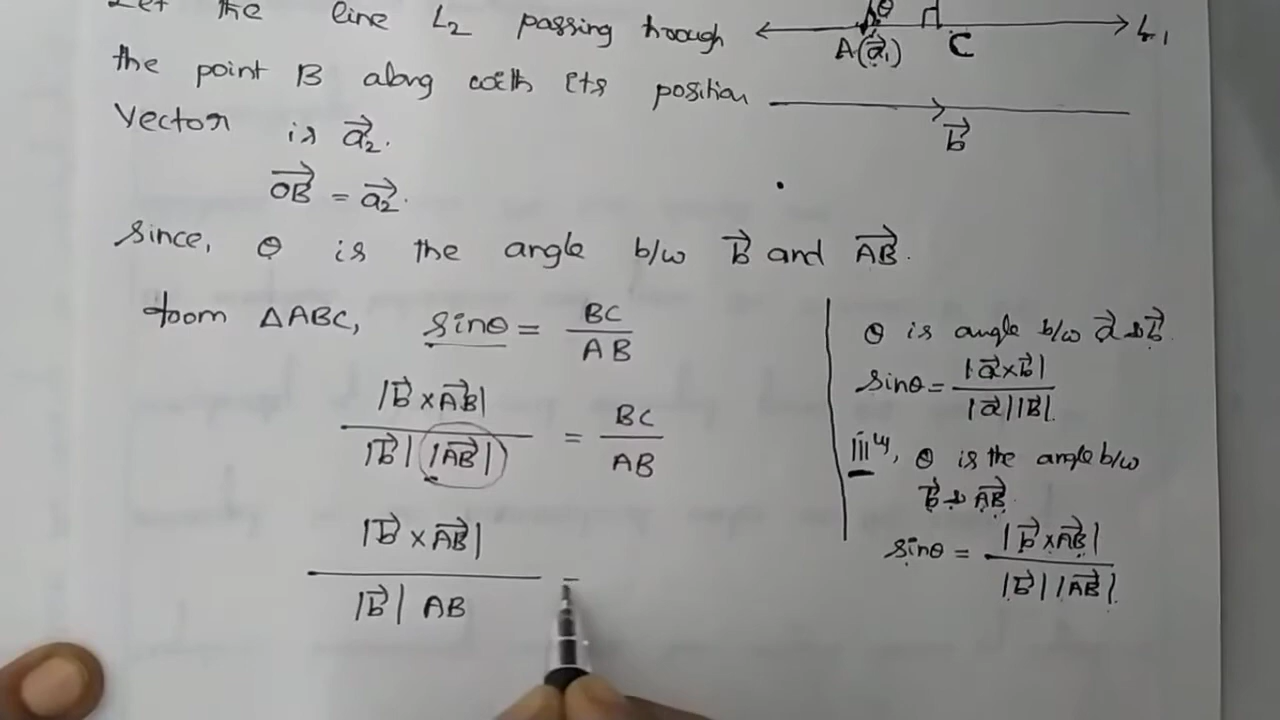 Let the line L₂ passing through
the point B along with its position
Vector is a⃗₂.
OB⃗ = a⃗₂.
Since, θ is the angle b/w b⃗ and AB⃗.
from ΔABC, sinθ = BC / AB
|b⃗ × AB⃗| / |b⃗| |AB⃗| = BC / AB
|b⃗ × AB⃗| / |b⃗| AB =
θ
A(a⃗₁) C L₁
b⃗
θ is angle b/w a⃗ & b⃗.
Sinθ = |a⃗×b⃗| / |a⃗||b⃗|.
|||ly, θ is the angle b/w
b⃗ & AB⃗.
sinθ = |b⃗×AB⃗| / |b⃗| |AB⃗|.